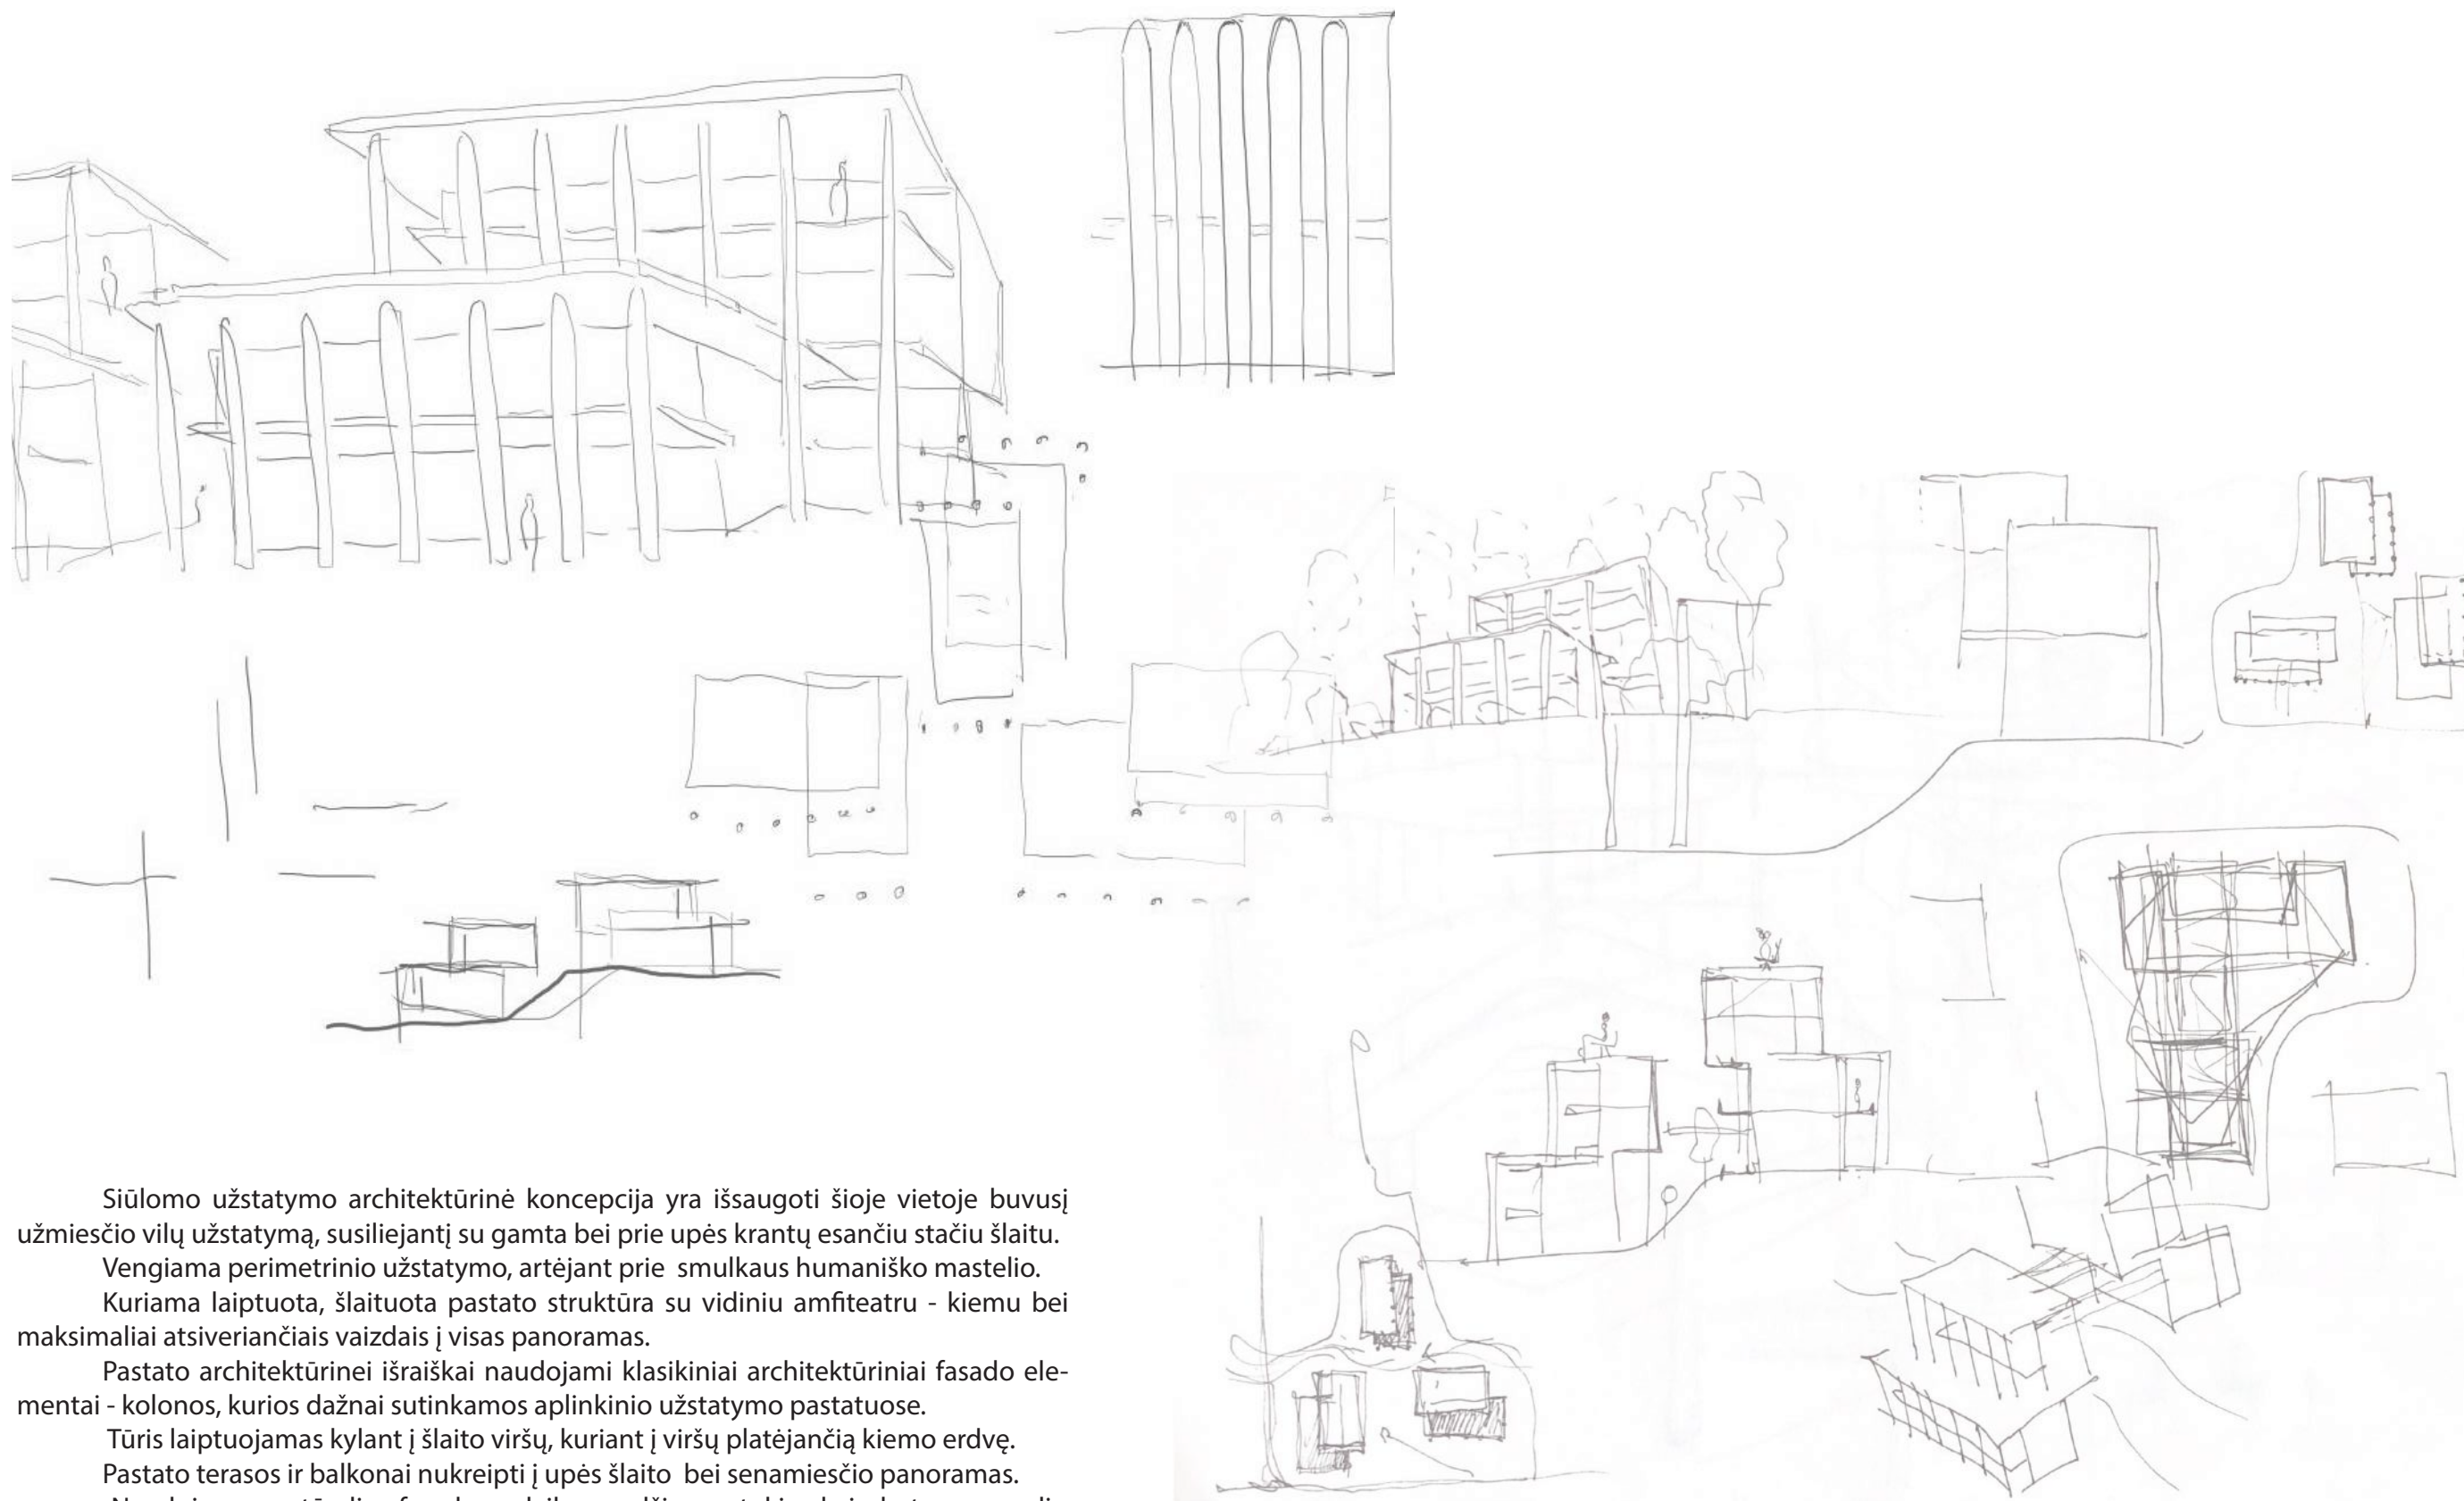 Siūlomo užstatymo architektūrinė koncepcija yra išsaugoti šioje vietoje buvusį
užmiesčio vilų užstatymą, susiliejantį su gamta bei prie upės krantų esančiu stačiu šlaitu.
Vengiama perimetrinio užstatymo, artėjant prie smulkaus humaniško mastelio.
Kuriama laiptuota, šlaituota pastato struktūra su vidiniu amfiteatru - kiemu bei
maksimaliai atsiveriančiais vaizdais į visas panoramas.
Pastato architektūrinei išraiškai naudojami klasikiniai architektūriniai fasado ele-
mentai - kolonos, kurios dažnai sutinkamos aplinkinio užstatymo pastatuose.
Tūris laiptuojamas kylant į šlaito viršų, kuriant į viršų platėjančią kiemo erdvę.
Pastato terasos ir balkonai nukreipti į upės šlaito bei senamiesčio panoramas.